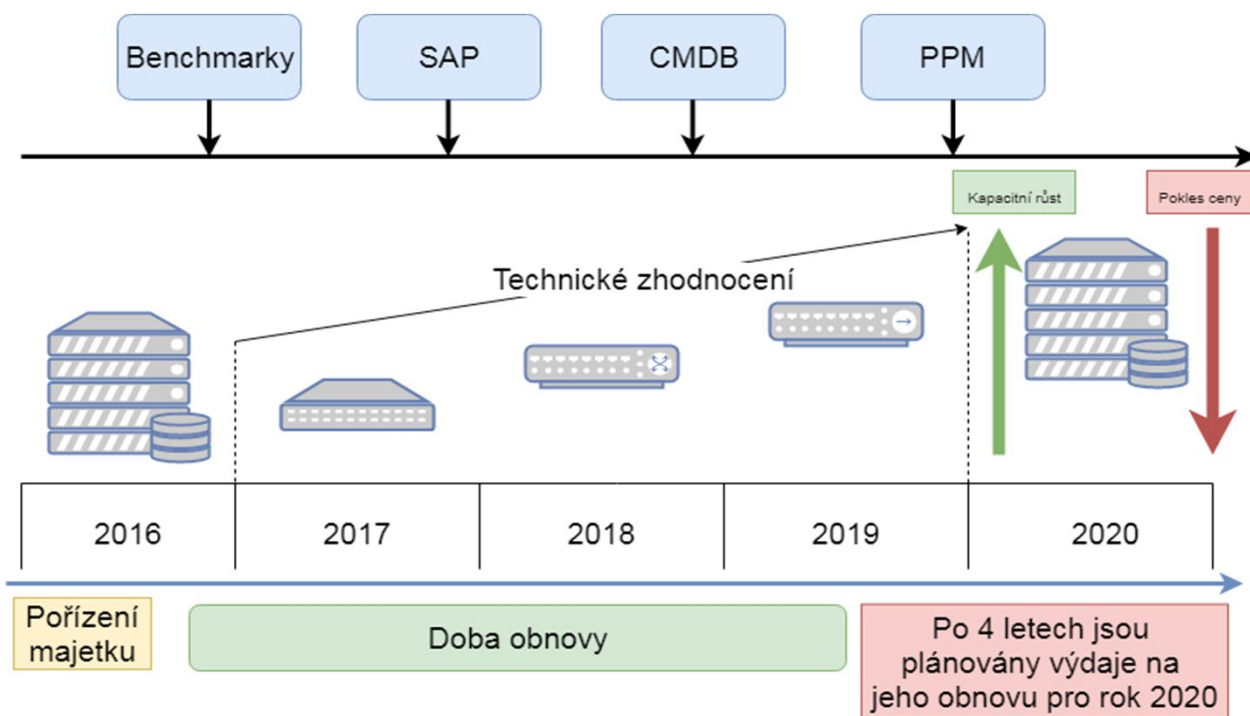 Benchmarky
SAP
CMDB
PPM
Kapacitní růst
Pokles ceny
Technické zhodnocení
2016
2017
2018
2019
2020
Pořízení
majetku
Doba obnovy
Po 4 letech jsou
plánovány výdaje na
jeho obnovu pro rok 2020